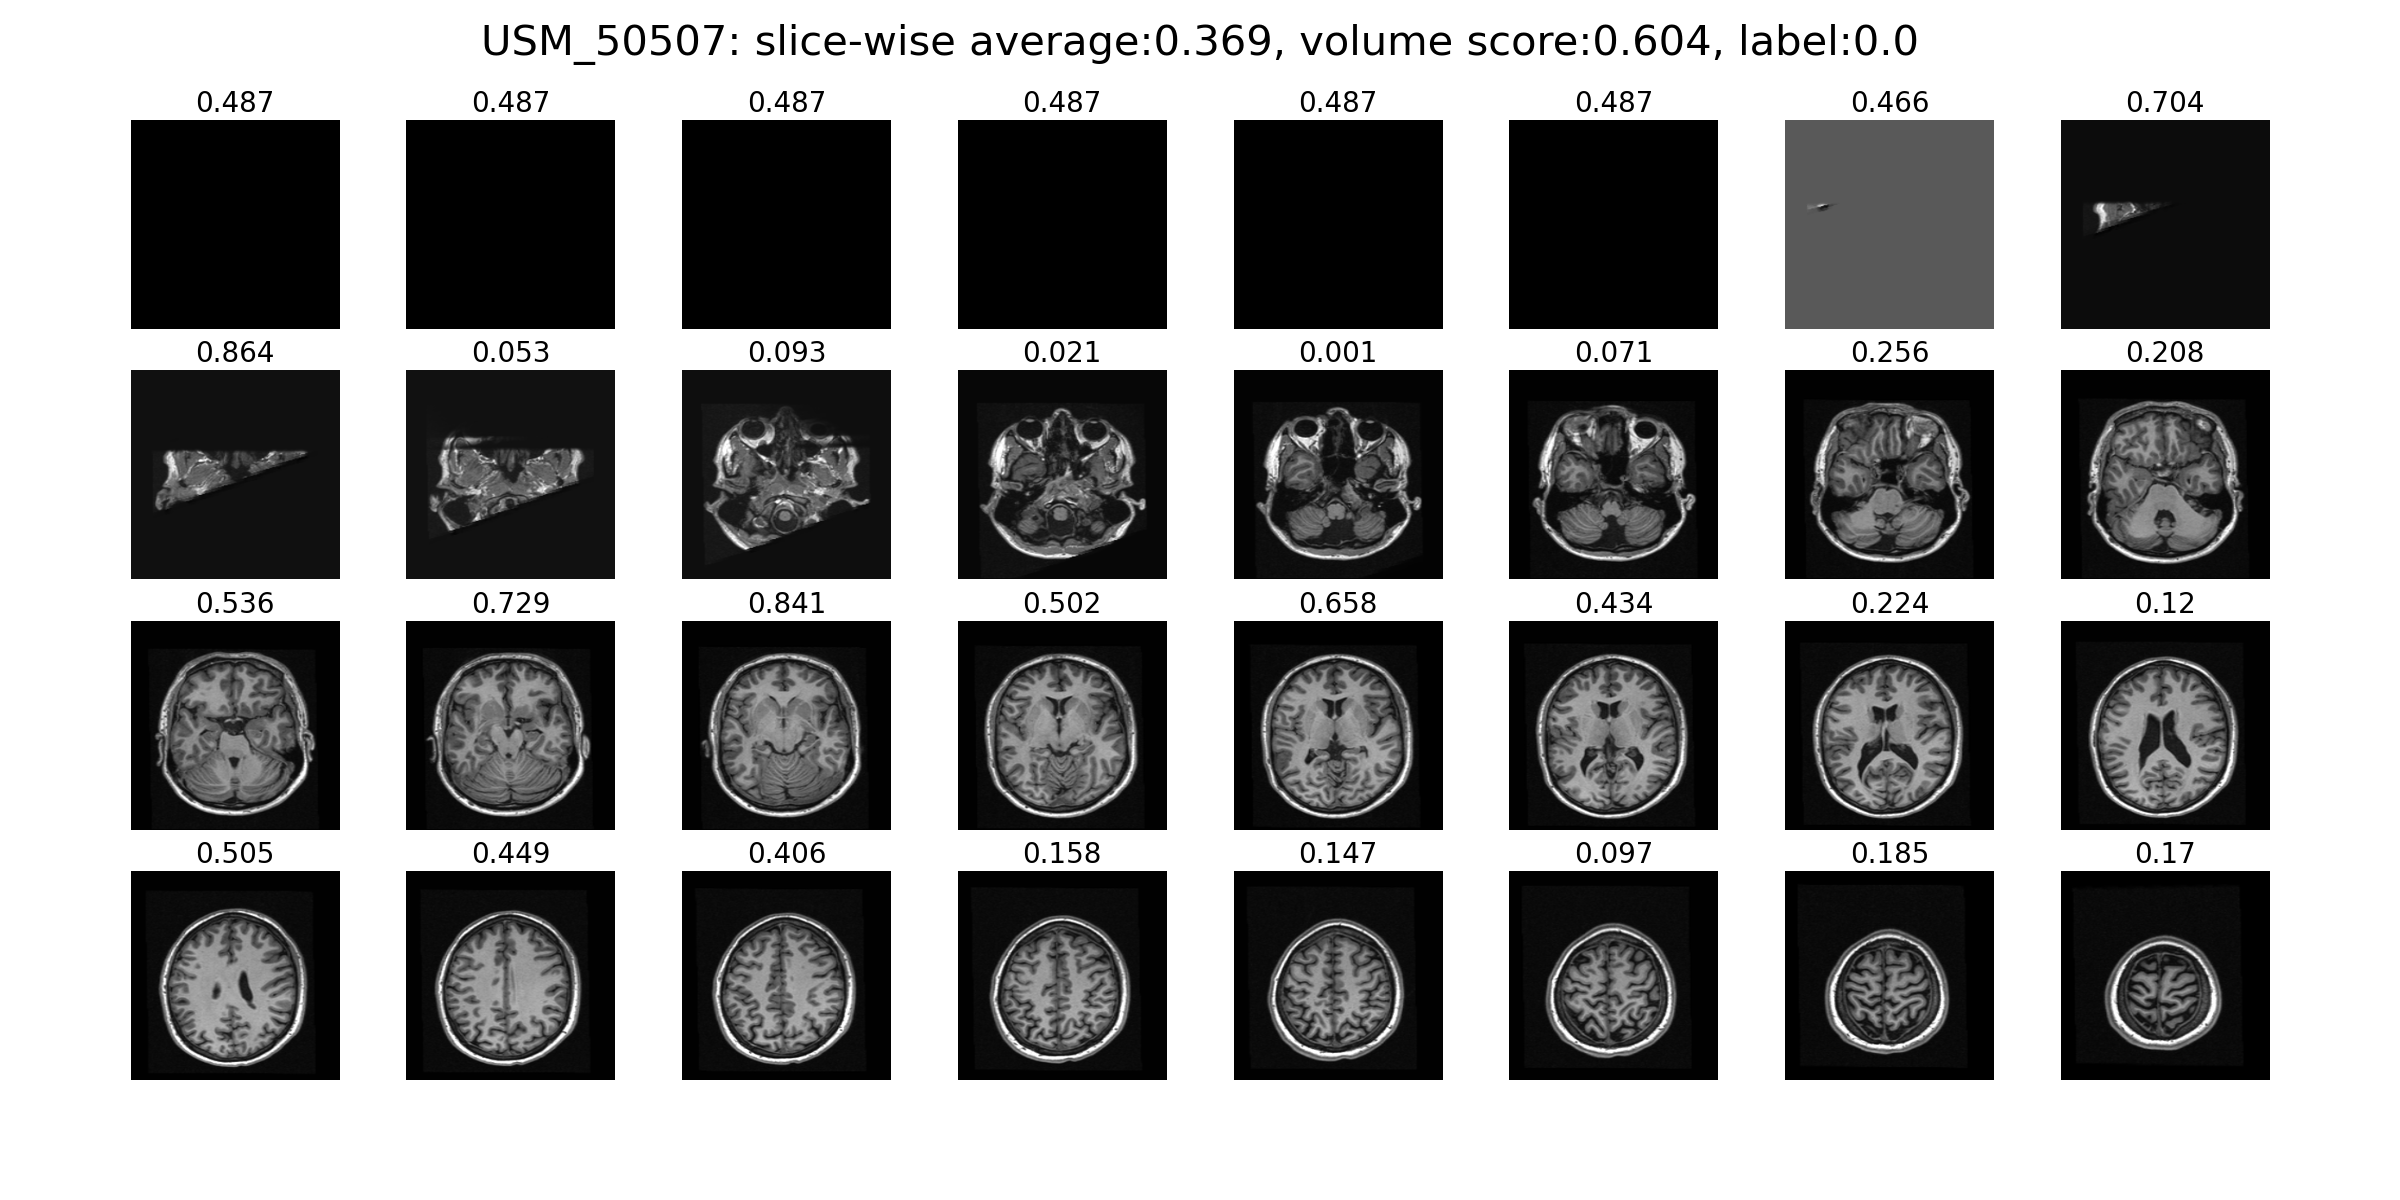 USM_50507: slice-wise average:0.369, volume score:0.604, label:0.0
0.487 0.487 0.487 0.487 0.487 0.487 0.466 0.704
0.864 0.053 0.093 0.021 0.001 0.071 0.256 0.208
0.536 0.729 0.841 0.502 0.658 0.434 0.224 0.12
0.505 0.449 0.406 0.158 0.147 0.097 0.185 0.17